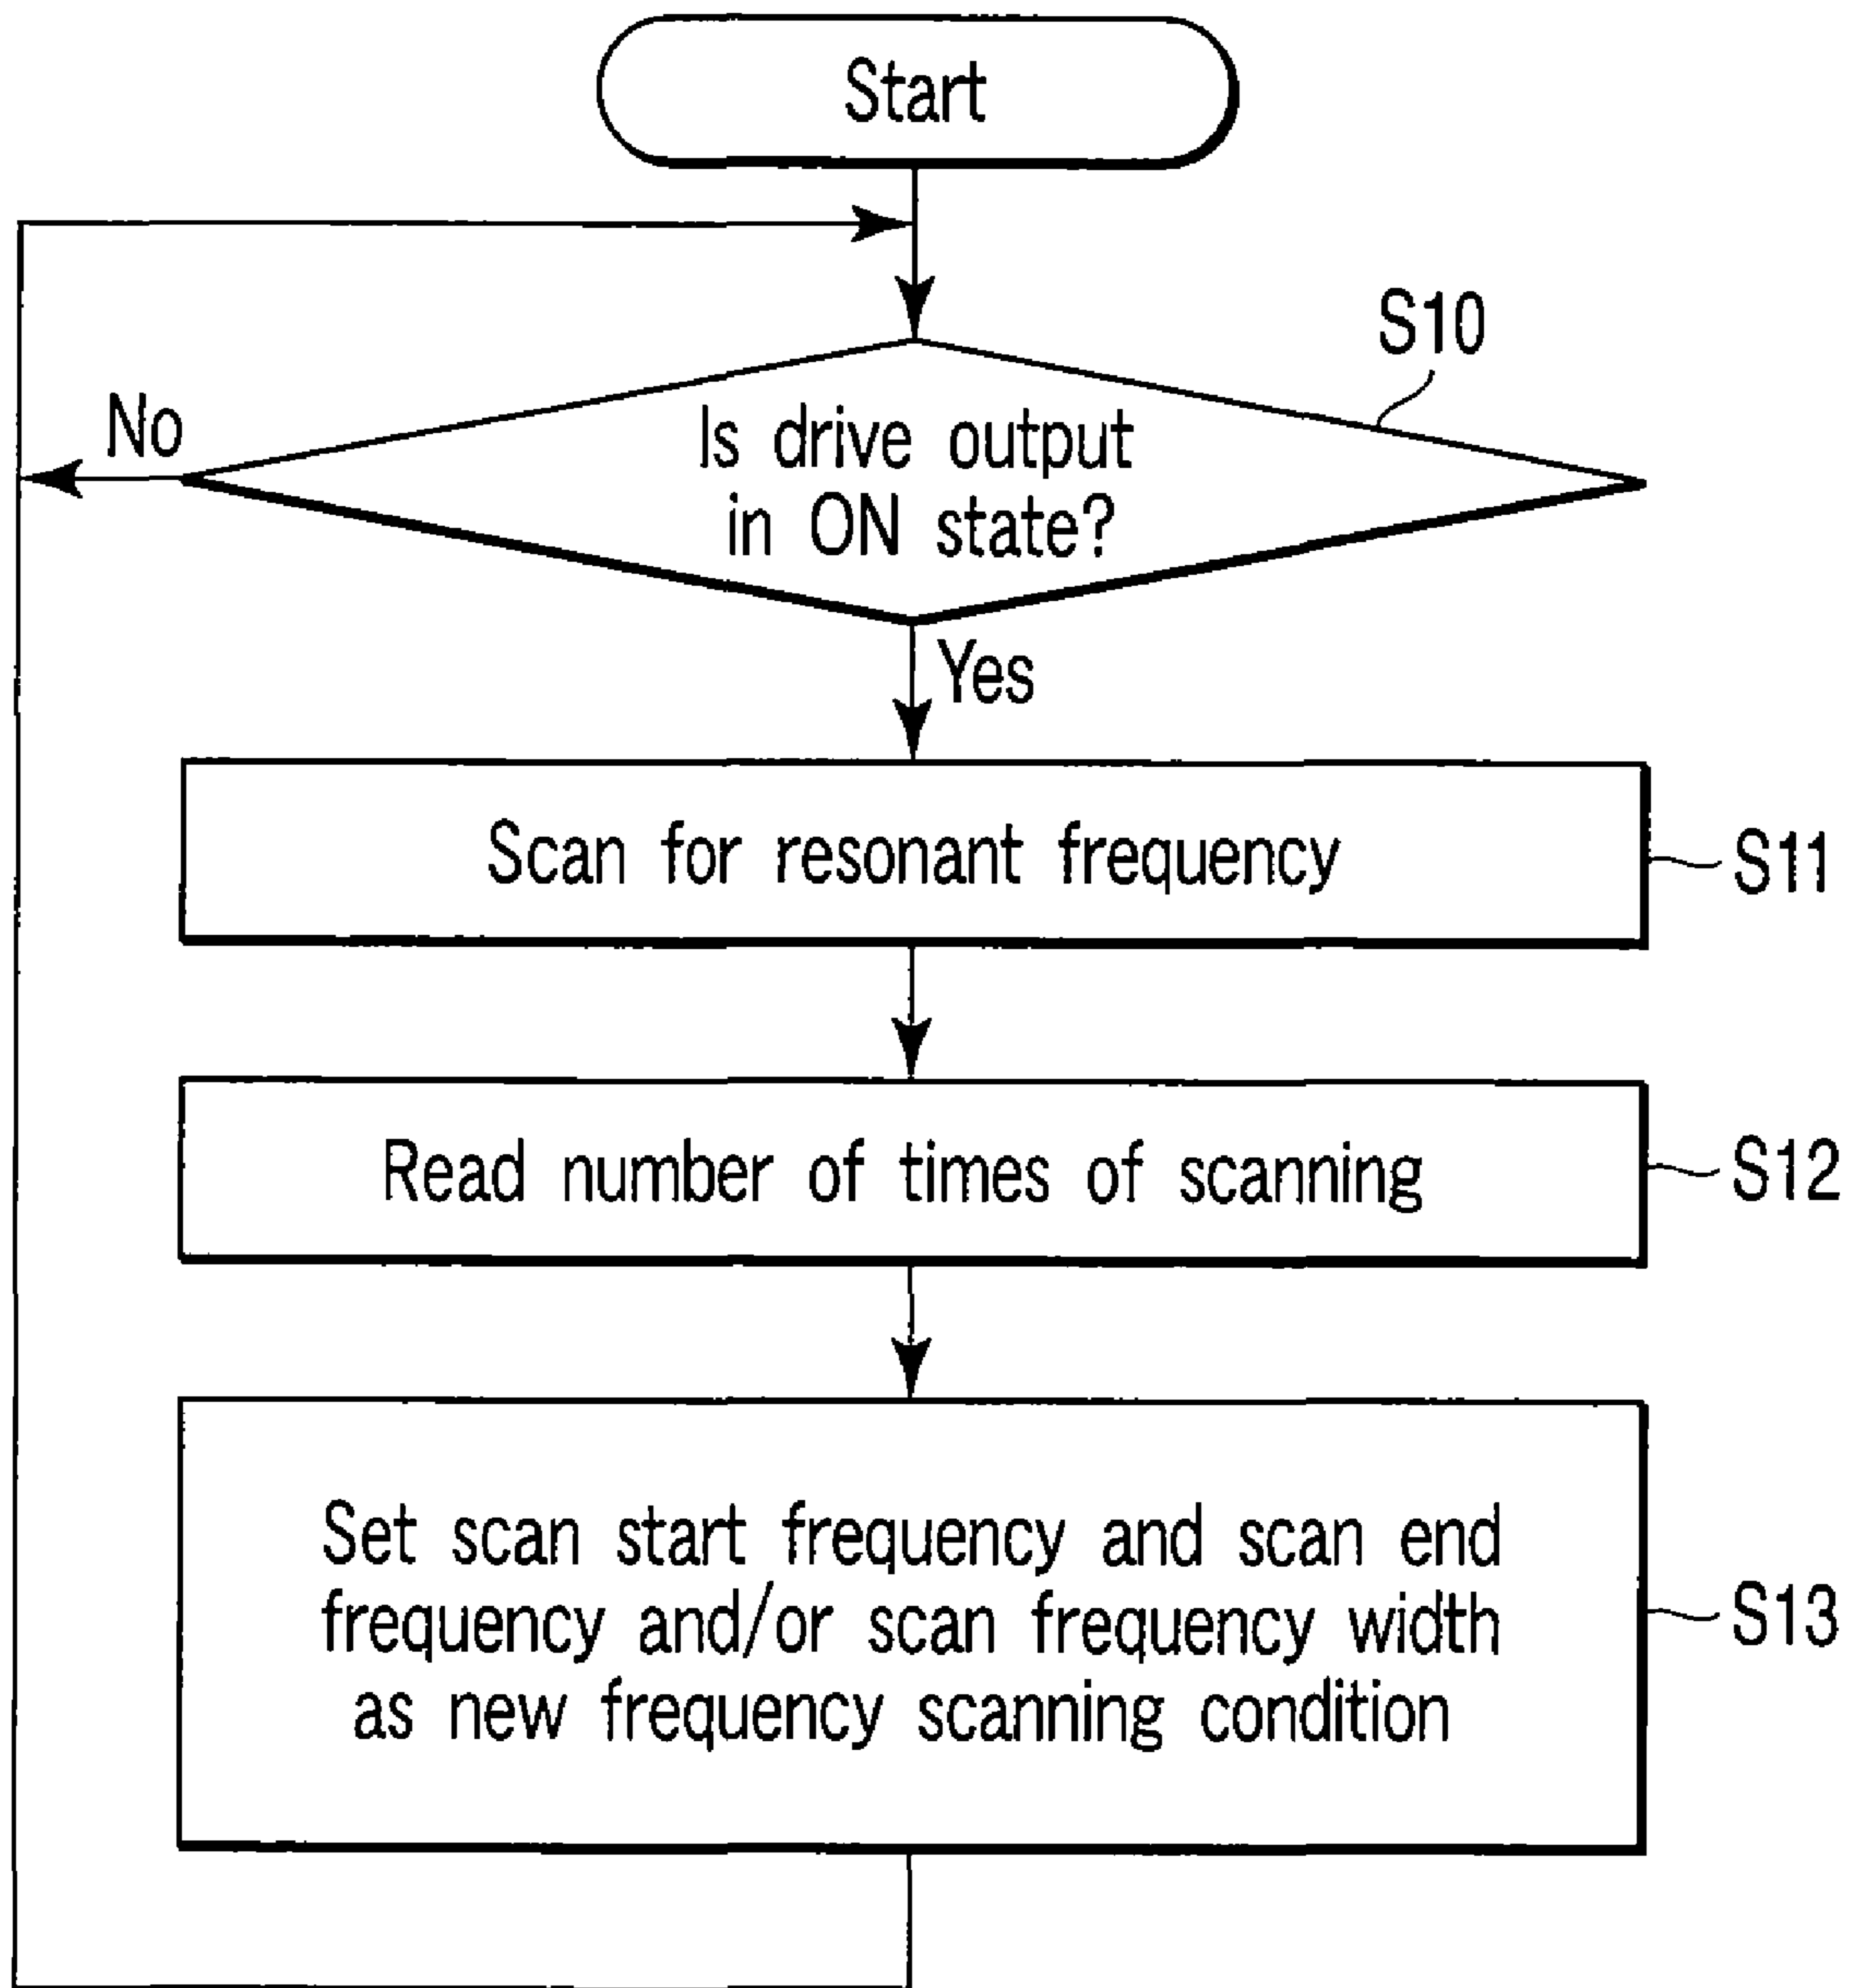 Start
S10
No
Is drive output
in ON state?
Yes
Scan for resonant frequency
S11
Read number of times of scanning
S12
Set scan start frequency and scan end
frequency and/or scan frequency width
as new frequency scanning condition
S13